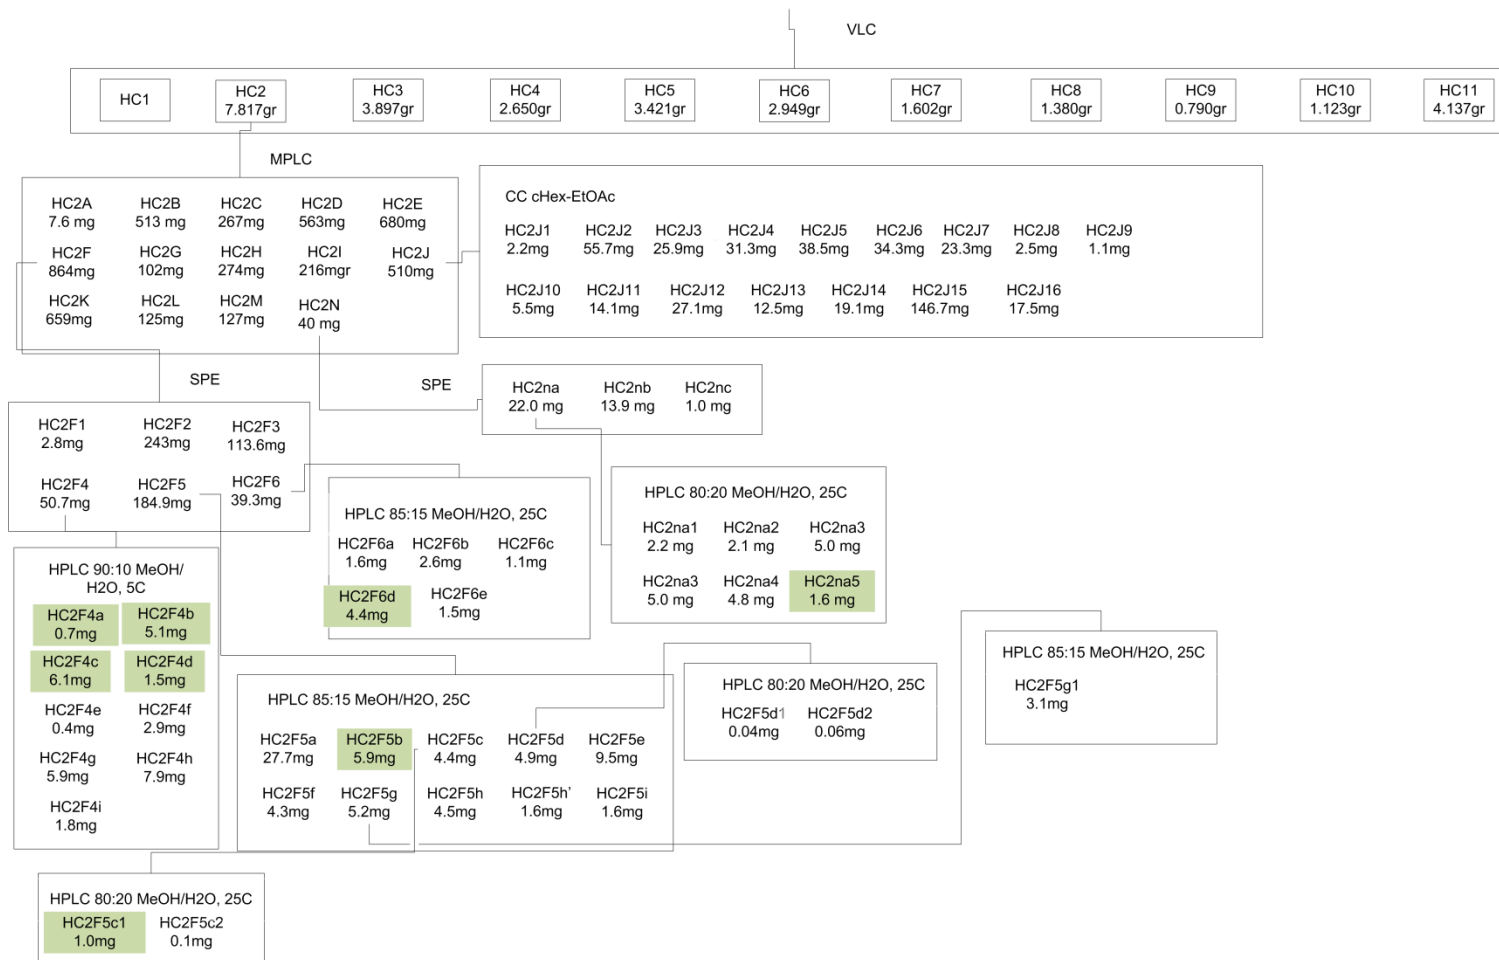 VLC
HC1
HC2
7.817gr
HC3
3.897gr
HC4
2.650gr
HC5
3.421gr
HC6
2.949gr
HC7
1.602gr
HC8
1.380gr
HC9
0.790gr
HC10
1.123gr
HC11
4.137gr
MPLC
HC2A
7.6 mg
HC2B
513 mg
HC2C
267mg
HC2D
563mg
HC2E
680mg
HC2F
864mg
HC2G
102mg
HC2H
274mg
HC2I
216mgr
HC2J
510mg
HC2K
659mg
HC2L
125mg
HC2M
127mg
HC2N
40 mg
CC cHex-EtOAc
HC2J1
2.2mg
HC2J2
55.7mg
HC2J3
25.9mg
HC2J4
31.3mg
HC2J5
38.5mg
HC2J6
34.3mg
HC2J7
23.3mg
HC2J8
2.5mg
HC2J9
1.1mg
HC2J10
5.5mg
HC2J11
14.1mg
HC2J12
27.1mg
HC2J13
12.5mg
HC2J14
19.1mg
HC2J15
146.7mg
HC2J16
17.5mg
SPE
HC2F1
2.8mg
HC2F2
243mg
HC2F3
113.6mg
HC2F4
50.7mg
HC2F5
184.9mg
HC2F6
39.3mg
SPE
HC2na
22.0 mg
HC2nb
13.9 mg
HC2nc
1.0 mg
HPLC 80:20 MeOH/H2O, 25C
HC2na1
2.2 mg
HC2na2
2.1 mg
HC2na3
5.0 mg
HC2na3
5.0 mg
HC2na4
4.8 mg
HC2na5
1.6 mg
HPLC 85:15 MeOH/H2O, 25C
HC2F6a
1.6mg
HC2F6b
2.6mg
HC2F6c
1.1mg
HC2F6d
4.4mg
HC2F6e
1.5mg
HPLC 90:10 MeOH/
H2O, 5C
HC2F4a
0.7mg
HC2F4b
5.1mg
HC2F4c
6.1mg
HC2F4d
1.5mg
HC2F4e
0.4mg
HC2F4f
2.9mg
HC2F4g
5.9mg
HC2F4h
7.9mg
HC2F4i
1.8mg
HPLC 85:15 MeOH/H2O, 25C
HC2F5a
27.7mg
HC2F5b
5.9mg
HC2F5c
4.4mg
HC2F5d
4.9mg
HC2F5e
9.5mg
HC2F5f
4.3mg
HC2F5g
5.2mg
HC2F5h
4.5mg
HC2F5h'
1.6mg
HC2F5i
1.6mg
HPLC 80:20 MeOH/H2O, 25C
HC2F5d1
0.04mg
HC2F5d2
0.06mg
HPLC 85:15 MeOH/H2O, 25C
HC2F5g1
3.1mg
HPLC 80:20 MeOH/H2O, 25C
HC2F5c1
1.0mg
HC2F5c2
0.1mg